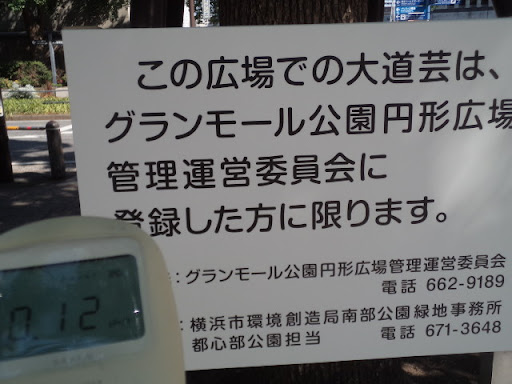 この広場での大道芸は、
グランモール公園円形広場
管理運営委員会に
登録した方に限ります。
：グランモール公園円形広場管理運営委員会
電話 662-9189
：横浜市環境創造局南部公園緑地事務所
都心部公園担当 電話 671-3648
0.12